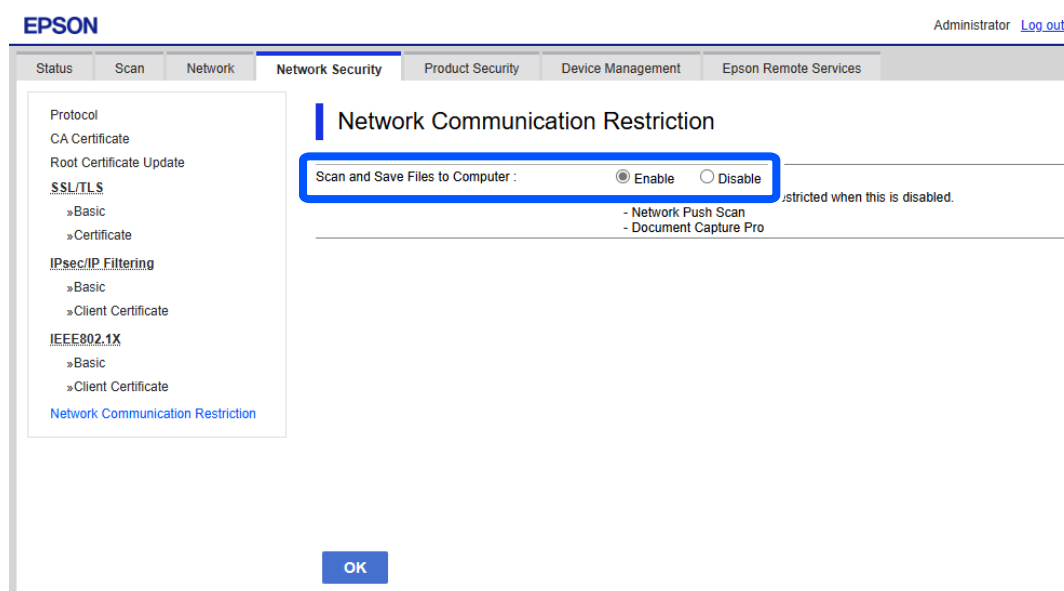 EPSON
Administrator Log out
Status Scan Network Network Security Product Security Device Management Epson Remote Services
Protocol
CA Certificate
Root Certificate Update
SSL/TLS
»Basic
»Certificate
IPsec/IP Filtering
»Basic
»Client Certificate
IEEE802.1X
»Basic
»Client Certificate
Network Communication Restriction
Network Communication Restriction
Scan and Save Files to Computer : Enable Disable
when this is disabled.
- Network Push Scan
- Document Capture Pro
OK